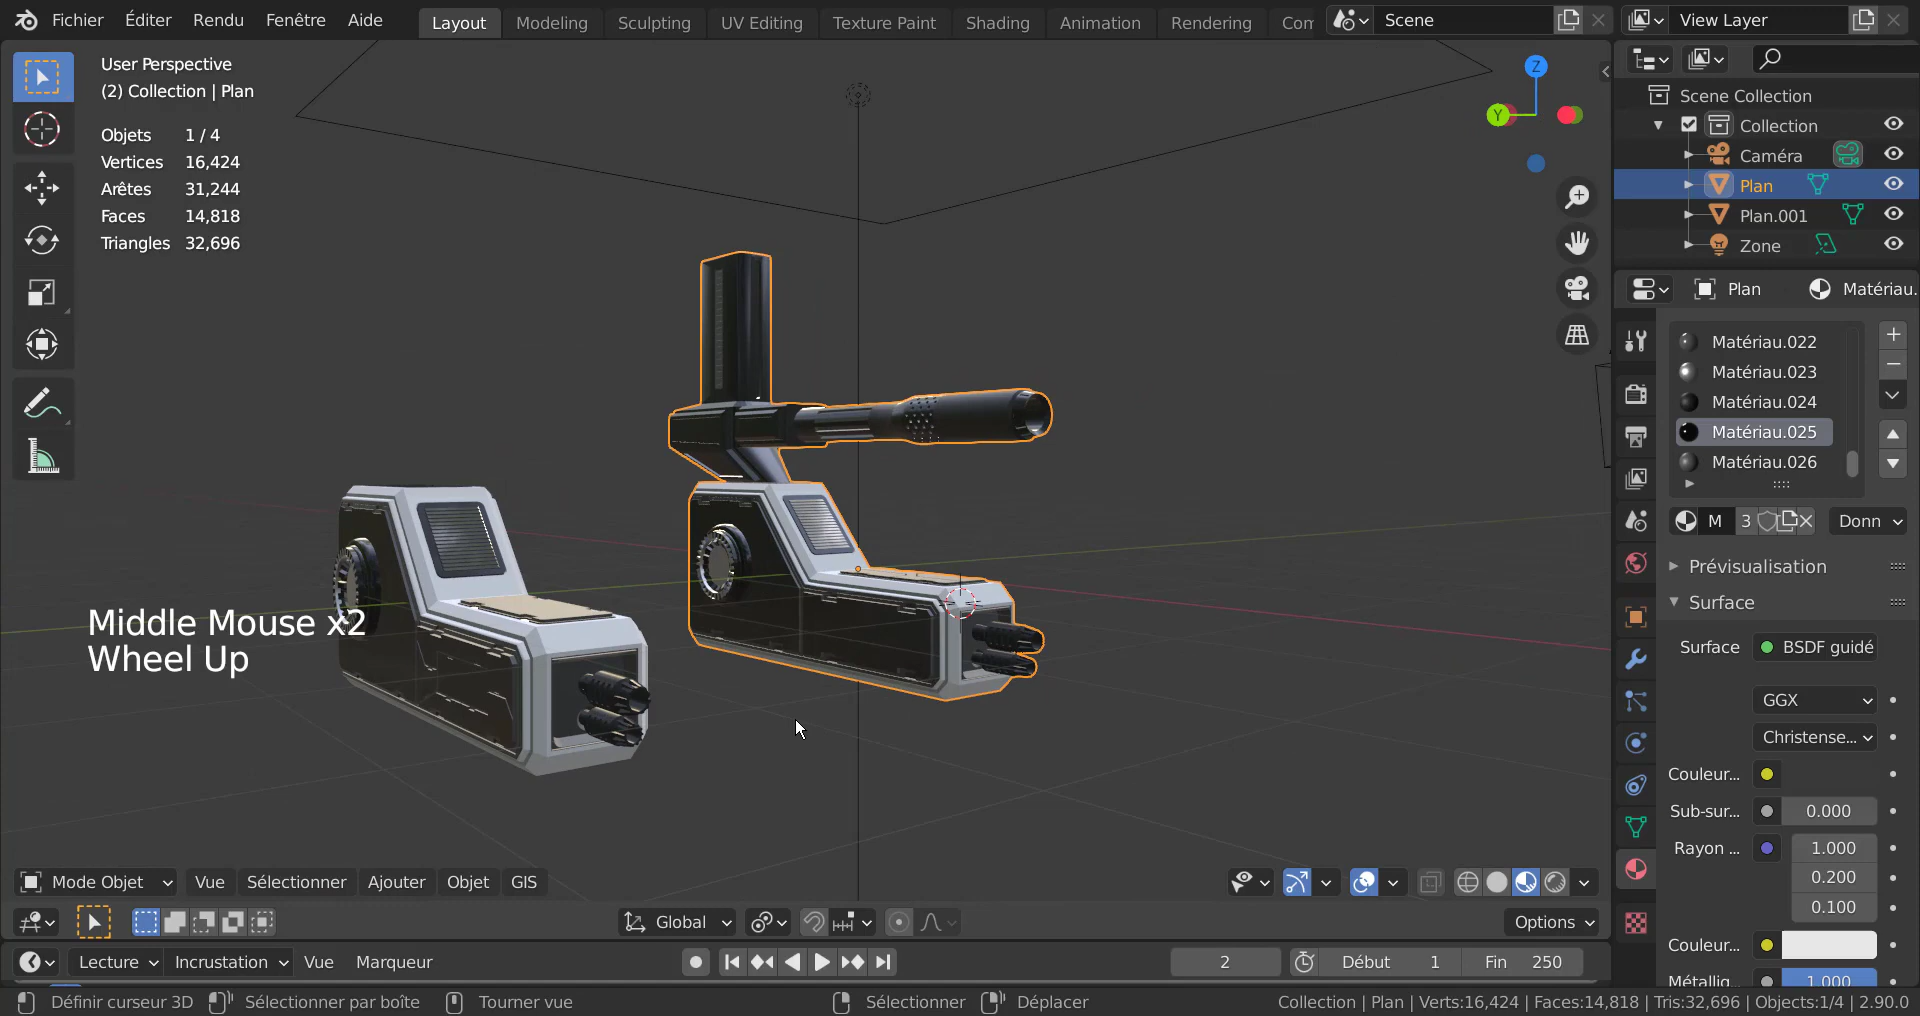 Fichier Éditer Rendu Fenêtre Aide Layout Modeling Sculpting UV Editing Texture Paint Shading Animation Rendering Com Scene View Layer
User Perspective
(2) Collection | Plan
Objets 1 / 4
Vertices 16,424
Arêtes 31,244
Faces 14,818
Triangles 32,696
Z
Y
Scene Collection
Collection
Caméra
Plan
Plan.001
Zone
Plan Matériau.
Matériau.022
Matériau.023
Matériau.024
Matériau.025
Matériau.026
M 3 Donn
Prévisualisation
Surface
Surface BSDF guidé
GGX
Christense...
Couleur...
Sub-sur... 0.000
Rayon ... 1.000
0.200
0.100
Couleur...
Métalliq... 1.000
Middle Mouse x2
Wheel Up
Mode Objet Vue Sélectionner Ajouter Objet GIS
Global Options
Lecture Incrustation Vue Marqueur 2 Début 1 Fin 250
Définir curseur 3D Sélectionner par boîte Tourner vue Sélectionner Déplacer Collection | Plan | Verts:16,424 | Faces:14,818 | Tris:32,696 | Objects:1/4 | 2.90.0